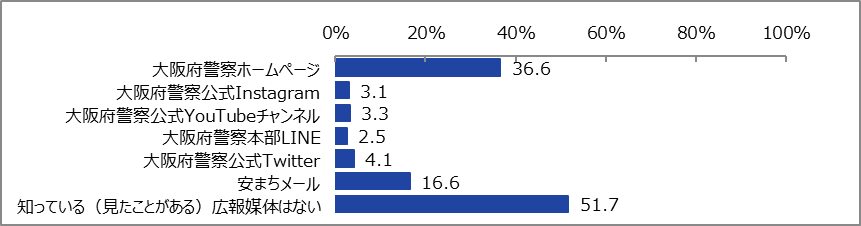 0% 20% 40% 60% 80% 100%
大阪府警察ホームページ 36.6
大阪府警察公式Instagram 3.1
大阪府警察公式YouTubeチャンネル 3.3
大阪府警察本部LINE 2.5
大阪府警察公式Twitter 4.1
安まちメール 16.6
知っている（見たことがある）広報媒体はない 51.7